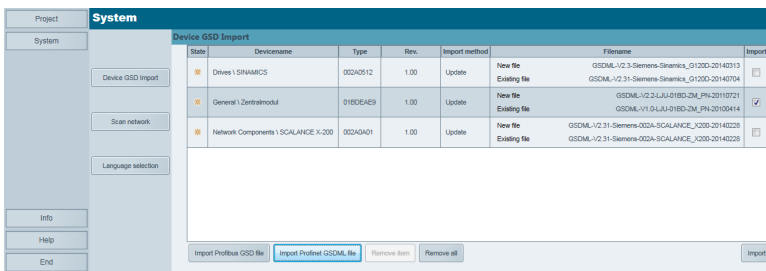 Project
System
System
Device GSD Import
Scan network
Language selection
Info
Help
End
Device GSD Import
State Devicename Type Rev. Import method Filename Import
Drives \ SINAMICS 002A0512 1.00 Update
New file GSDML-V2.3-Siemens-Sinamics_G120D-20140313
Existing file GSDML-V2.31-Siemens-Sinamics_G120D-20140704
General \ Zentralmodul 01BDEAE9 1.00 Update
New file GSDML-V2.2-LJU-01BD-ZM_PN-20110721
Existing file GSDML-V1.0-LJU-01BD-ZM_PN-20100414
Network Components \ SCALANCE X-200 002A0A01 1.00 Update
New file GSDML-V2.31-Siemens-002A-SCALANCE_X200-20140228
Existing file GSDML-V2.31-Siemens-002A-SCALANCE_X200-20140228
Import Profibus GSD file Import Profinet GSDML file Remove item Remove all Import